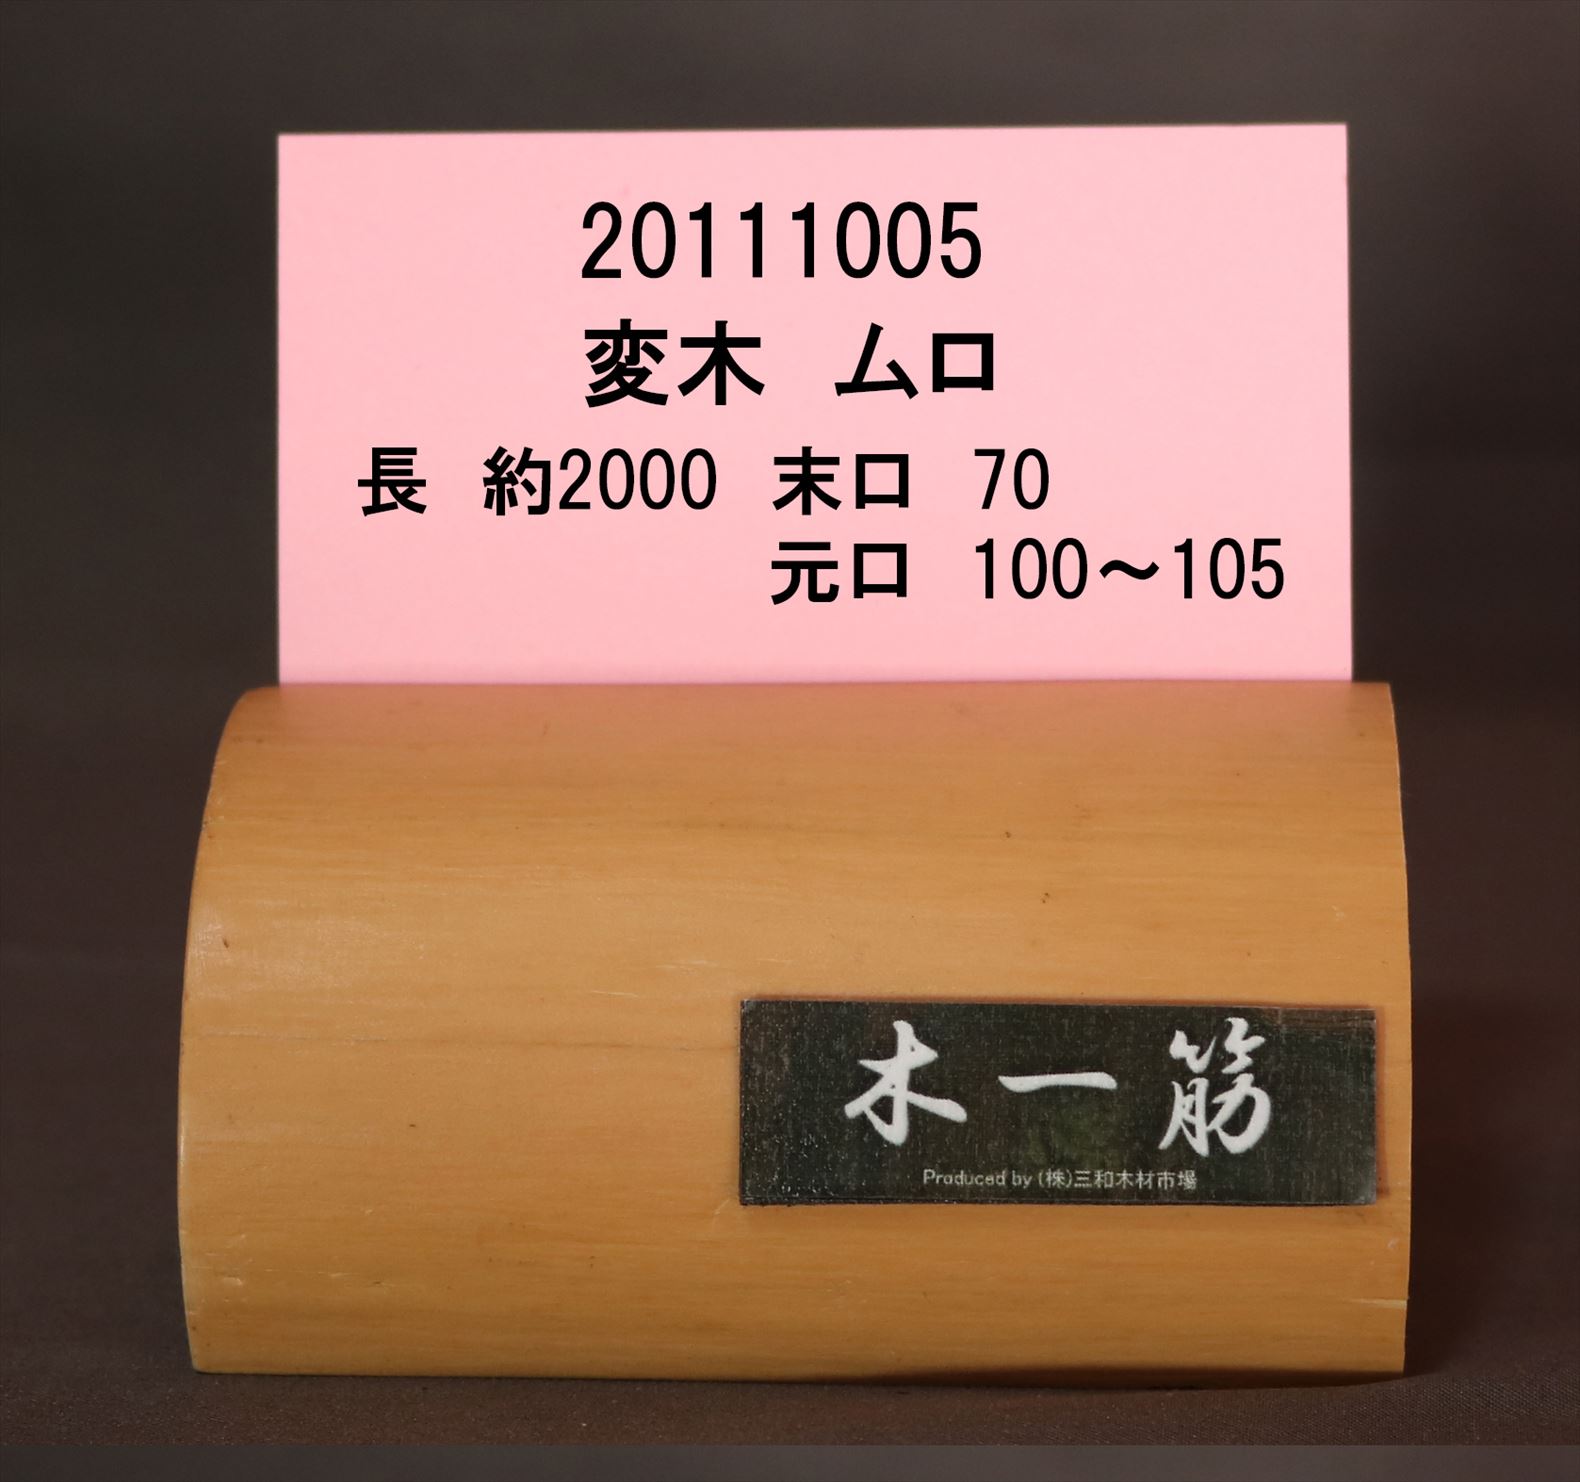 20111005
変木 ムロ
長 約2000 末口 70
元口 100～105
木一筋
Produced by (株)三和木材市場